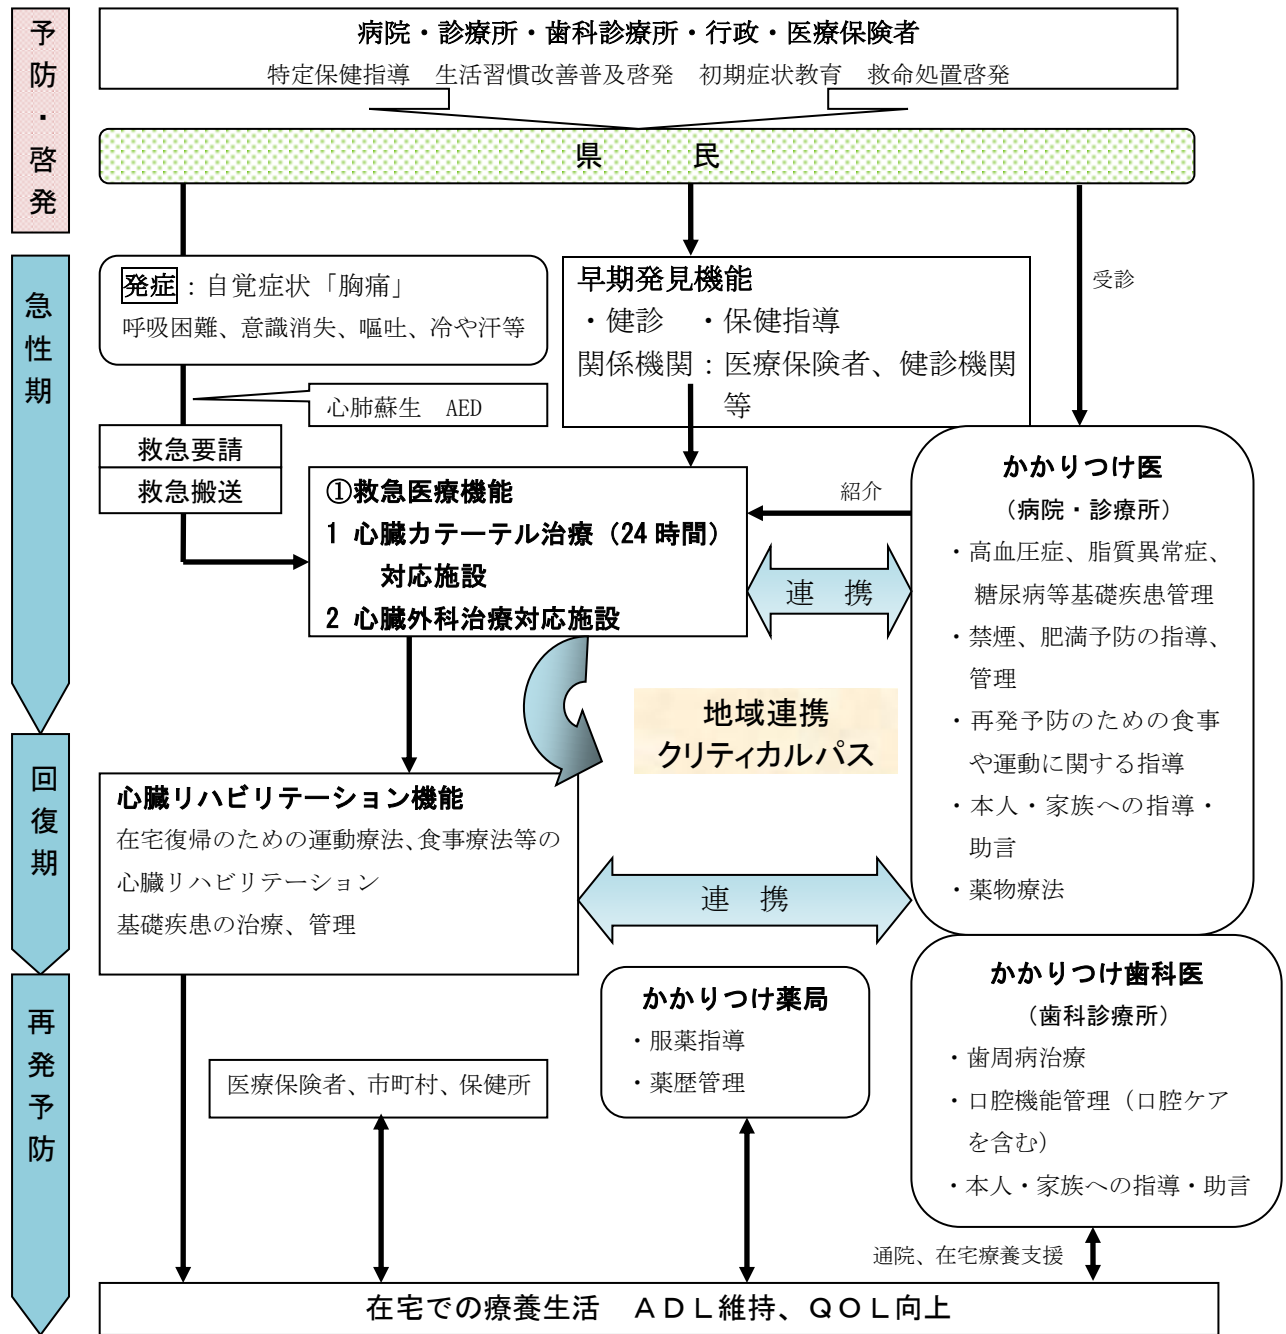 予防・啓発
病院・診療所・歯科診療所・行政・医療保険者
特定保健指導　生活習慣改善普及啓発　初期症状教育　救命処置啓発
県　民
急性期
発症：自覚症状「胸痛」
呼吸困難、意識消失、嘔吐、冷や汗等
心肺蘇生　AED
救急要請
救急搬送
早期発見機能
・健診　・保健指導
関係機関：医療保険者、健診機関
等
受診
①救急医療機能
1 心臓カテーテル治療（24時間）
対応施設
2 心臓外科治療対応施設
紹介
連　携
かかりつけ医
（病院・診療所）
・高血圧症、脂質異常症、
糖尿病等基礎疾患管理
・禁煙、肥満予防の指導、
管理
・再発予防のための食事
や運動に関する指導
・本人・家族への指導・
助言
・薬物療法
地域連携
クリティカルパス
回復期
心臓リハビリテーション機能
在宅復帰のための運動療法、食事療法等の
心臓リハビリテーション
基礎疾患の治療、管理
連　携
再発予防
医療保険者、市町村、保健所
かかりつけ薬局
・服薬指導
・薬歴管理
かかりつけ歯科医
（歯科診療所）
・歯周病治療
・口腔機能管理（口腔ケア
を含む）
・本人・家族への指導・助言
通院、在宅療養支援
在宅での療養生活　ＡＤＬ維持、ＱＯＬ向上